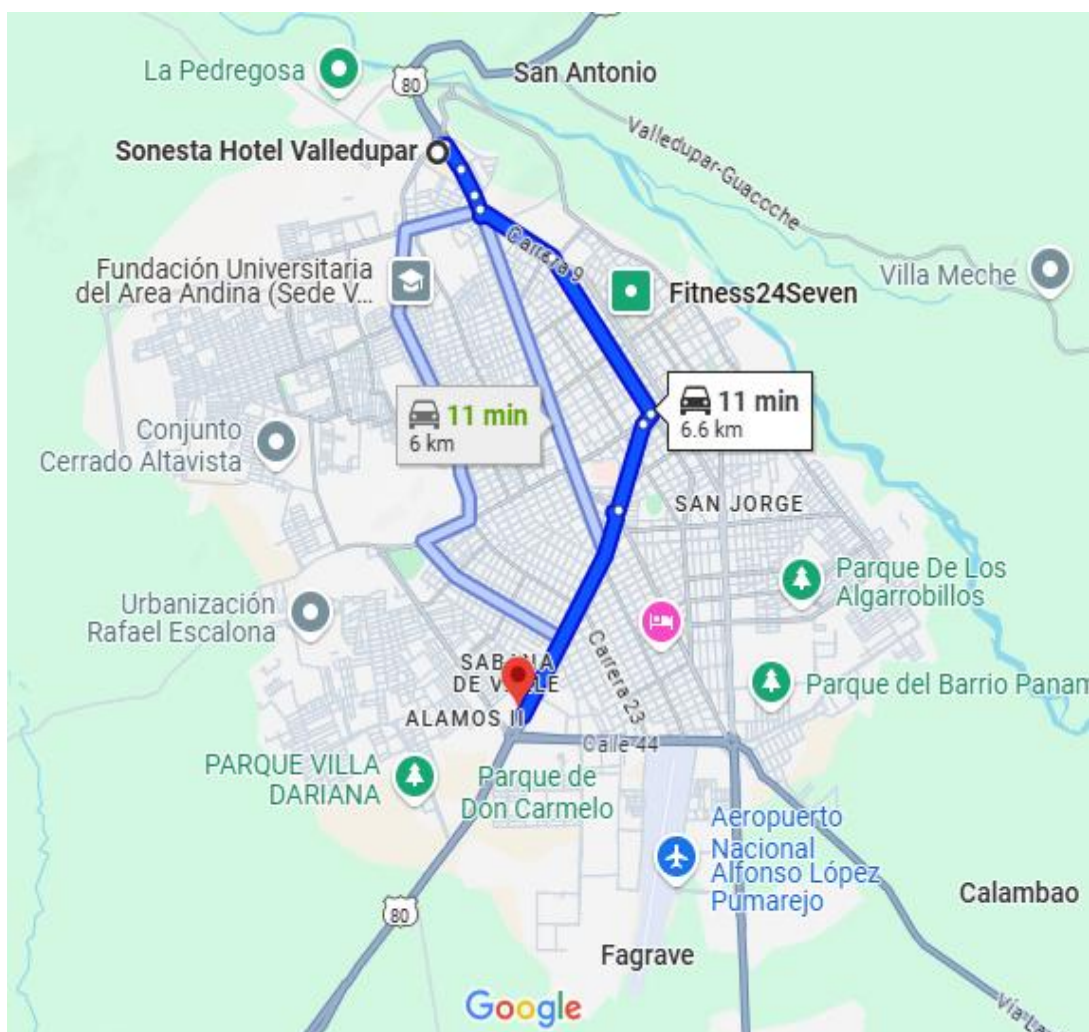 La Pedregosa
80
San Antonio
Sonesta Hotel Valledupar
Valledupar-Guacoche
Carrera 9
Fundación Universitaria
del Area Andina (Sede V...
Fitness24Seven
Villa Meche
11 min
6 km
11 min
6.6 km
Conjunto
Cerrado Altavista
SAN JORGE
Parque De Los
Algarrobillos
Urbanización
Rafael Escalona
SABANA
DE VALLE
Carrera 23
Parque del Barrio Panam
ALAMOS II
Calle 44
PARQUE VILLA
DARIANA
Parque de
Don Carmelo
Aeropuerto
Nacional
Alfonso López
Pumarejo
80
Calambao
Fagrave
Google